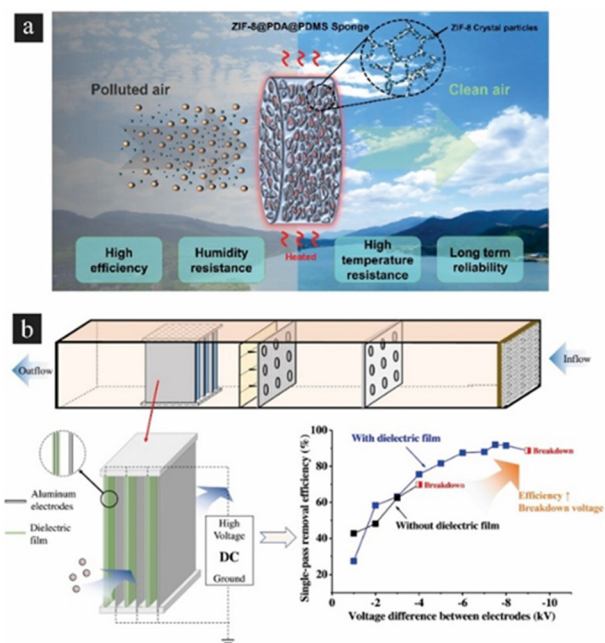 a
ZIF-8@PDA@PDMS Sponge
ZIF-8 Crystal particles
Polluted air
Clean air
Heated
High efficiency
Humidity resistance
High temperature resistance
Long term reliability
b
Outflow
Inflow
Aluminum electrodes
Dielectric film
High Voltage
DC
Ground
Single-pass removal efficiency (%)
100
80
60
40
20
With dielectric film
Breakdown
Breakdown
Without dielectric film
Efficiency ↑
Breakdown voltage
0 -2 -4 -6 -8 -10
Voltage difference between electrodes (kV)